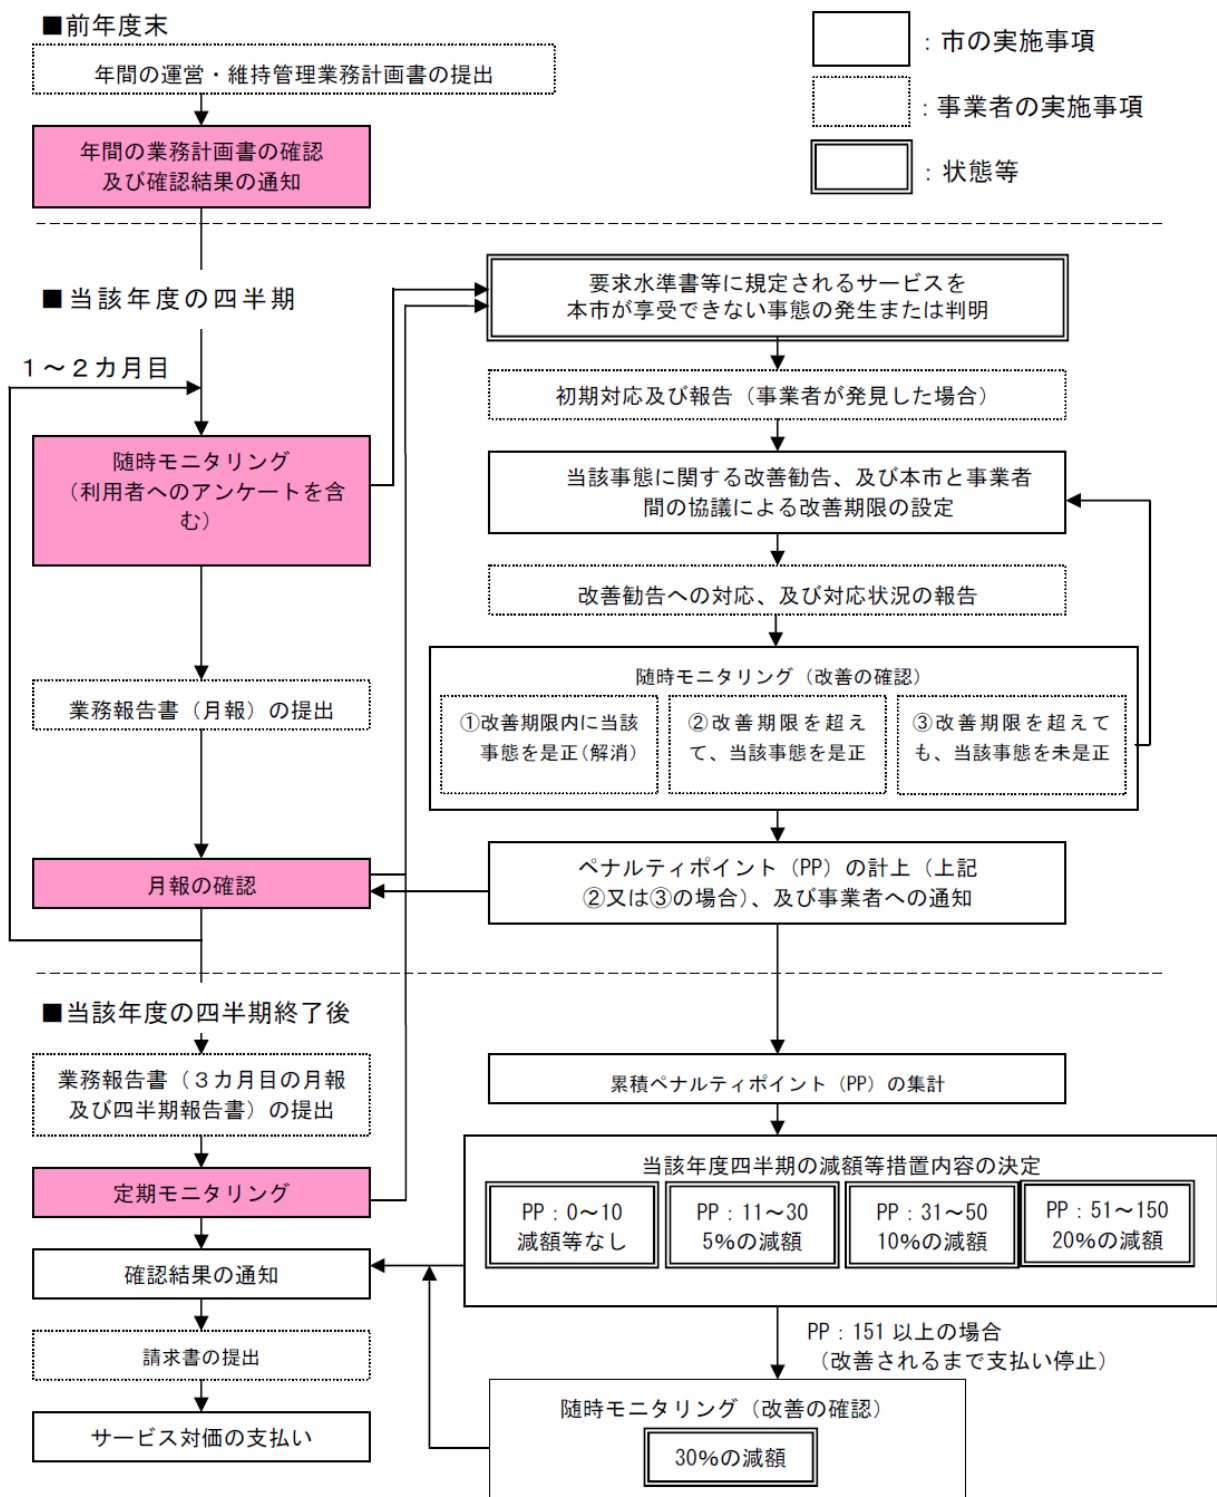 ■前年度末
年間の運営・維持管理業務計画書の提出
年間の業務計画書の確認
及び確認結果の通知
：市の実施事項
：事業者の実施事項
：状態等
■当該年度の四半期
１～２カ月目
随時モニタリング
（利用者へのアンケートを含
む）
業務報告書（月報）の提出
月報の確認
要求水準書等に規定されるサービスを
本市が享受できない事態の発生または判明
初期対応及び報告（事業者が発見した場合）
当該事態に関する改善勧告、及び本市と事業者
間の協議による改善期限の設定
改善勧告への対応、及び対応状況の報告
随時モニタリング（改善の確認）
①改善期限内に当該
事態を是正(解消)
②改善期限を超え
て、当該事態を是正
③改善期限を超えて
も、当該事態を未是正
ペナルティポイント（PP）の計上（上記
②又は③の場合）、及び事業者への通知
■当該年度の四半期終了後
業務報告書（３カ月目の月報
及び四半期報告書）の提出
定期モニタリング
確認結果の通知
請求書の提出
サービス対価の支払い
累積ペナルティポイント（PP）の集計
当該年度四半期の減額等措置内容の決定
PP：0～10
減額等なし
PP：11～30
5%の減額
PP：31～50
10%の減額
PP：51～150
20%の減額
PP：151 以上の場合
（改善されるまで支払い停止）
随時モニタリング（改善の確認）
30%の減額